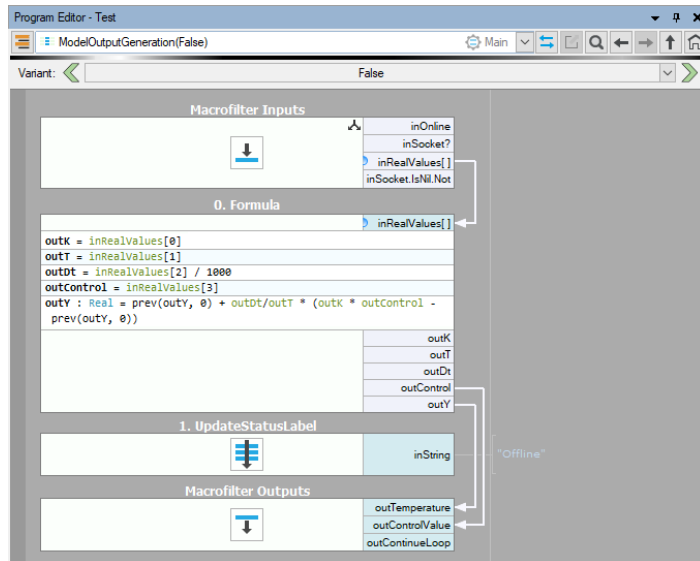 Program Editor - Test
ModelOutputGeneration(False)
Main
Variant:
False
Macrofilter Inputs
inOnline
inSocket?
inRealValues[]
inSocket.IsNil.Not
0. Formula
inRealValues[]
outK = inRealValues[0]
outT = inRealValues[1]
outDt = inRealValues[2] / 1000
outControl = inRealValues[3]
outY : Real = prev(outY, 0) + outDt/outT * (outK * outControl -
prev(outY, 0))
outK
outT
outDt
outControl
outY
1. UpdateStatusLabel
inString
"Offline"
Macrofilter Outputs
outTemperature
outControlValue
outContinueLoop